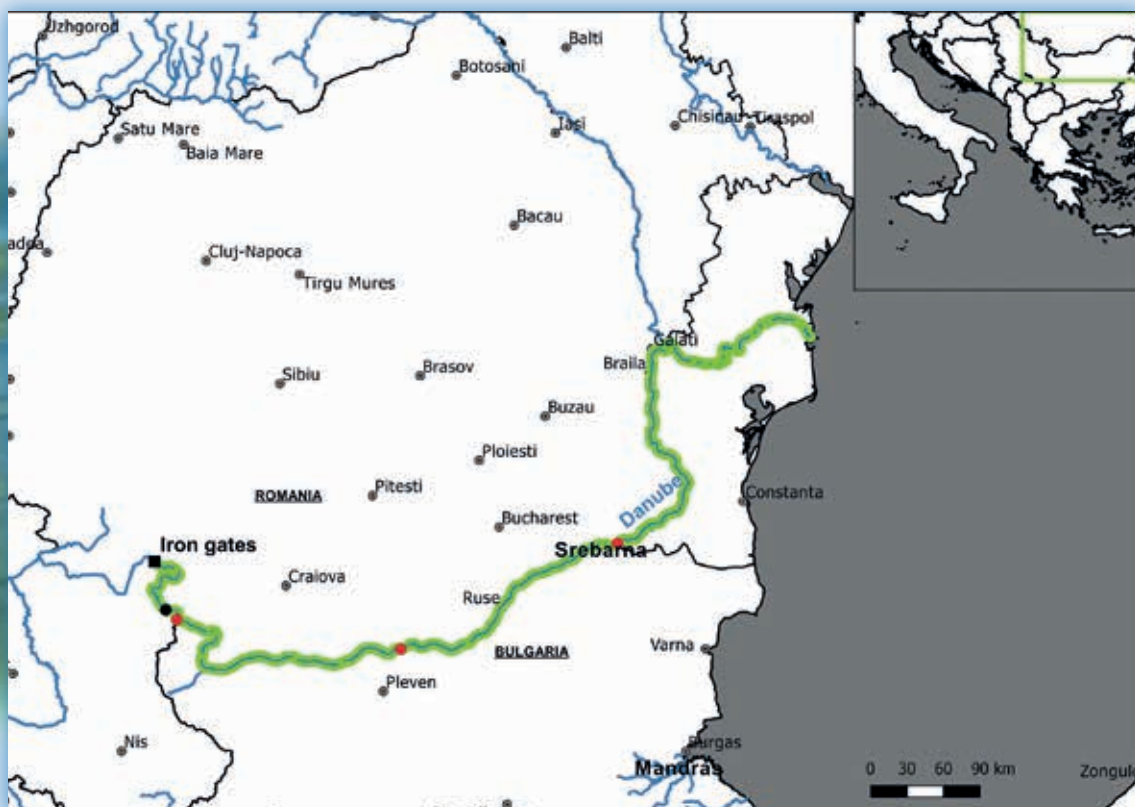 Uzhgorod
Balti
Botosani
Satu Mare
Baia Mare
Iasi
Chisinau
Tiraspol
Bacau
adea
Cluj-Napoca
Tirgu Mures
Galati
Braila
Brasov
Sibiu
Buzau
Ploiesti
Pitesti
ROMANIA
Danube
Constanta
Bucharest
Iron gates
Srebarna
Craiova
Ruse
BULGARIA
Varna
Pleven
Nis
Burgas
Mandras
0 30 60 90 km
Zongul